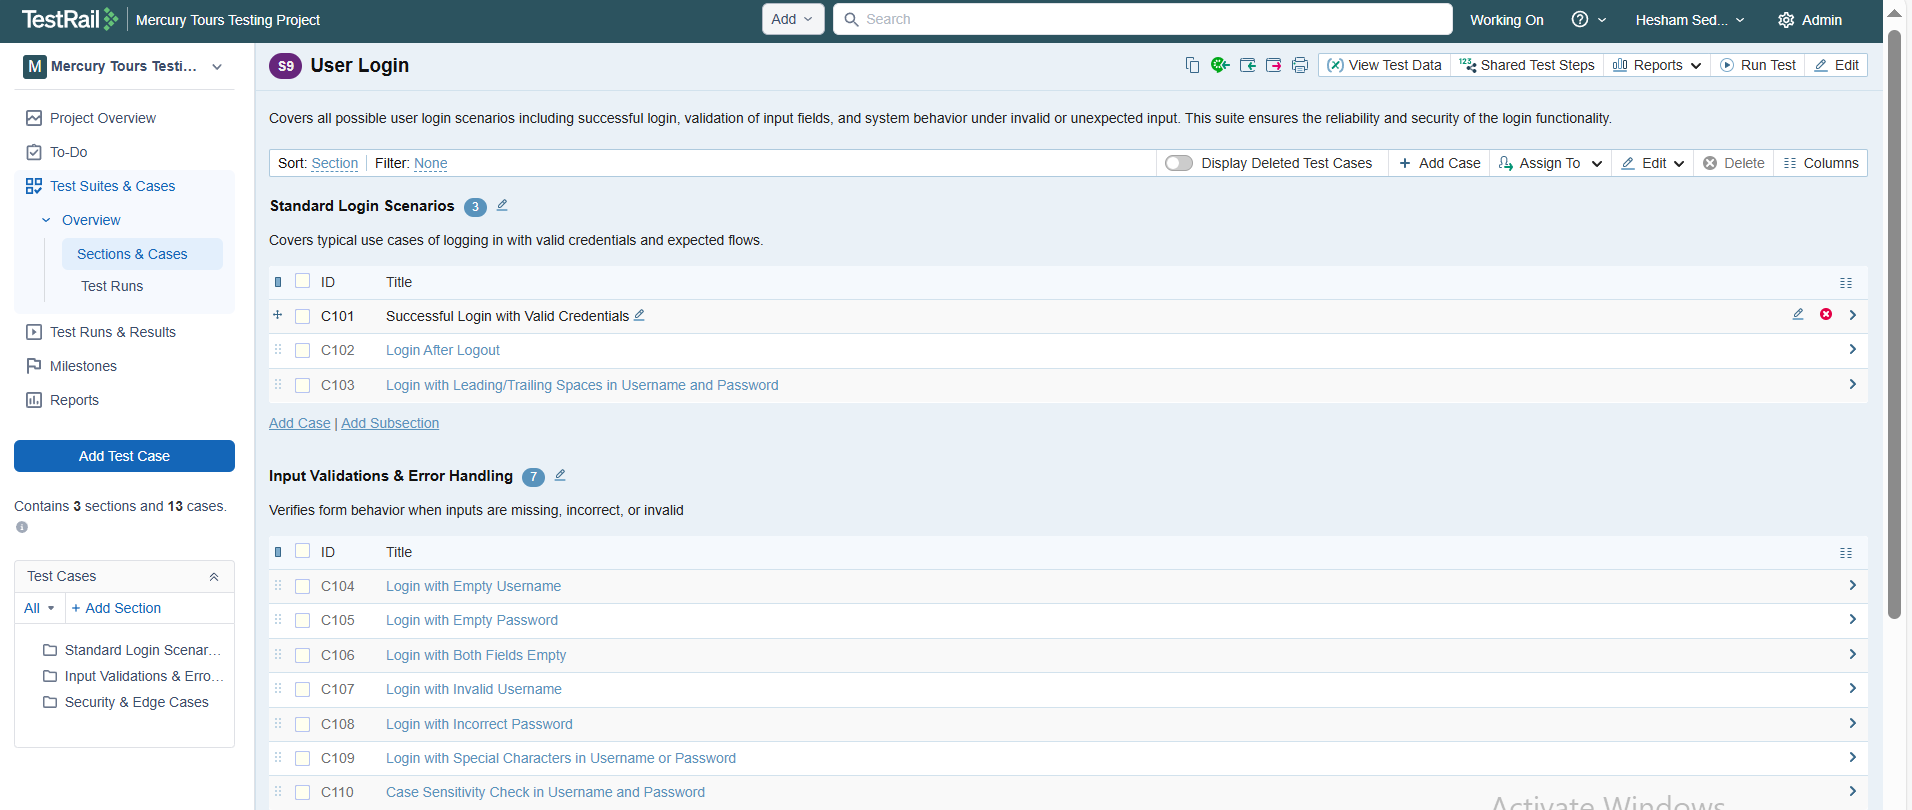 TestRail Mercury Tours Testing Project Add Search Working On Hesham Sed... Admin
M Mercury Tours Testi...
Project Overview
To-Do
Test Suites & Cases
Overview
Sections & Cases
Test Runs
Test Runs & Results
Milestones
Reports
Add Test Case
Contains 3 sections and 13 cases.
Test Cases
All + Add Section
Standard Login Scenar...
Input Validations & Erro...
Security & Edge Cases
S9 User Login View Test Data 123 Shared Test Steps Reports Run Test Edit
Covers all possible user login scenarios including successful login, validation of input fields, and system behavior under invalid or unexpected input. This suite ensures the reliability and security of the login functionality.
Sort: Section Filter: None Display Deleted Test Cases + Add Case Assign To Edit Delete Columns
Standard Login Scenarios 3
Covers typical use cases of logging in with valid credentials and expected flows.
ID Title
C101 Successful Login with Valid Credentials
C102 Login After Logout
C103 Login with Leading/Trailing Spaces in Username and Password
Add Case | Add Subsection
Input Validations & Error Handling 7
Verifies form behavior when inputs are missing, incorrect, or invalid
ID Title
C104 Login with Empty Username
C105 Login with Empty Password
C106 Login with Both Fields Empty
C107 Login with Invalid Username
C108 Login with Incorrect Password
C109 Login with Special Characters in Username or Password
C110 Case Sensitivity Check in Username and Password
Activate Windows